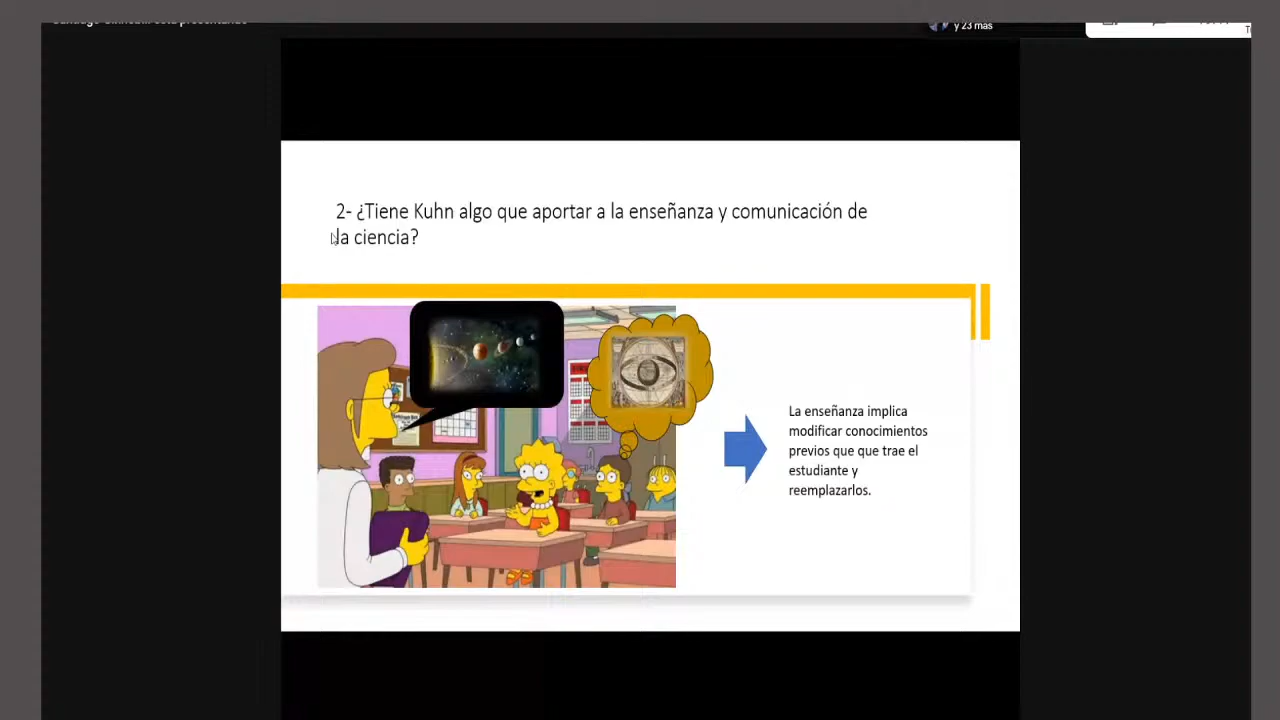 y 23 más
2- ¿Tiene Kuhn algo que aportar a la enseñanza y comunicación de
la ciencia?
La enseñanza implica
modificar conocimientos
previos que que trae el
estudiante y
reemplazarlos.